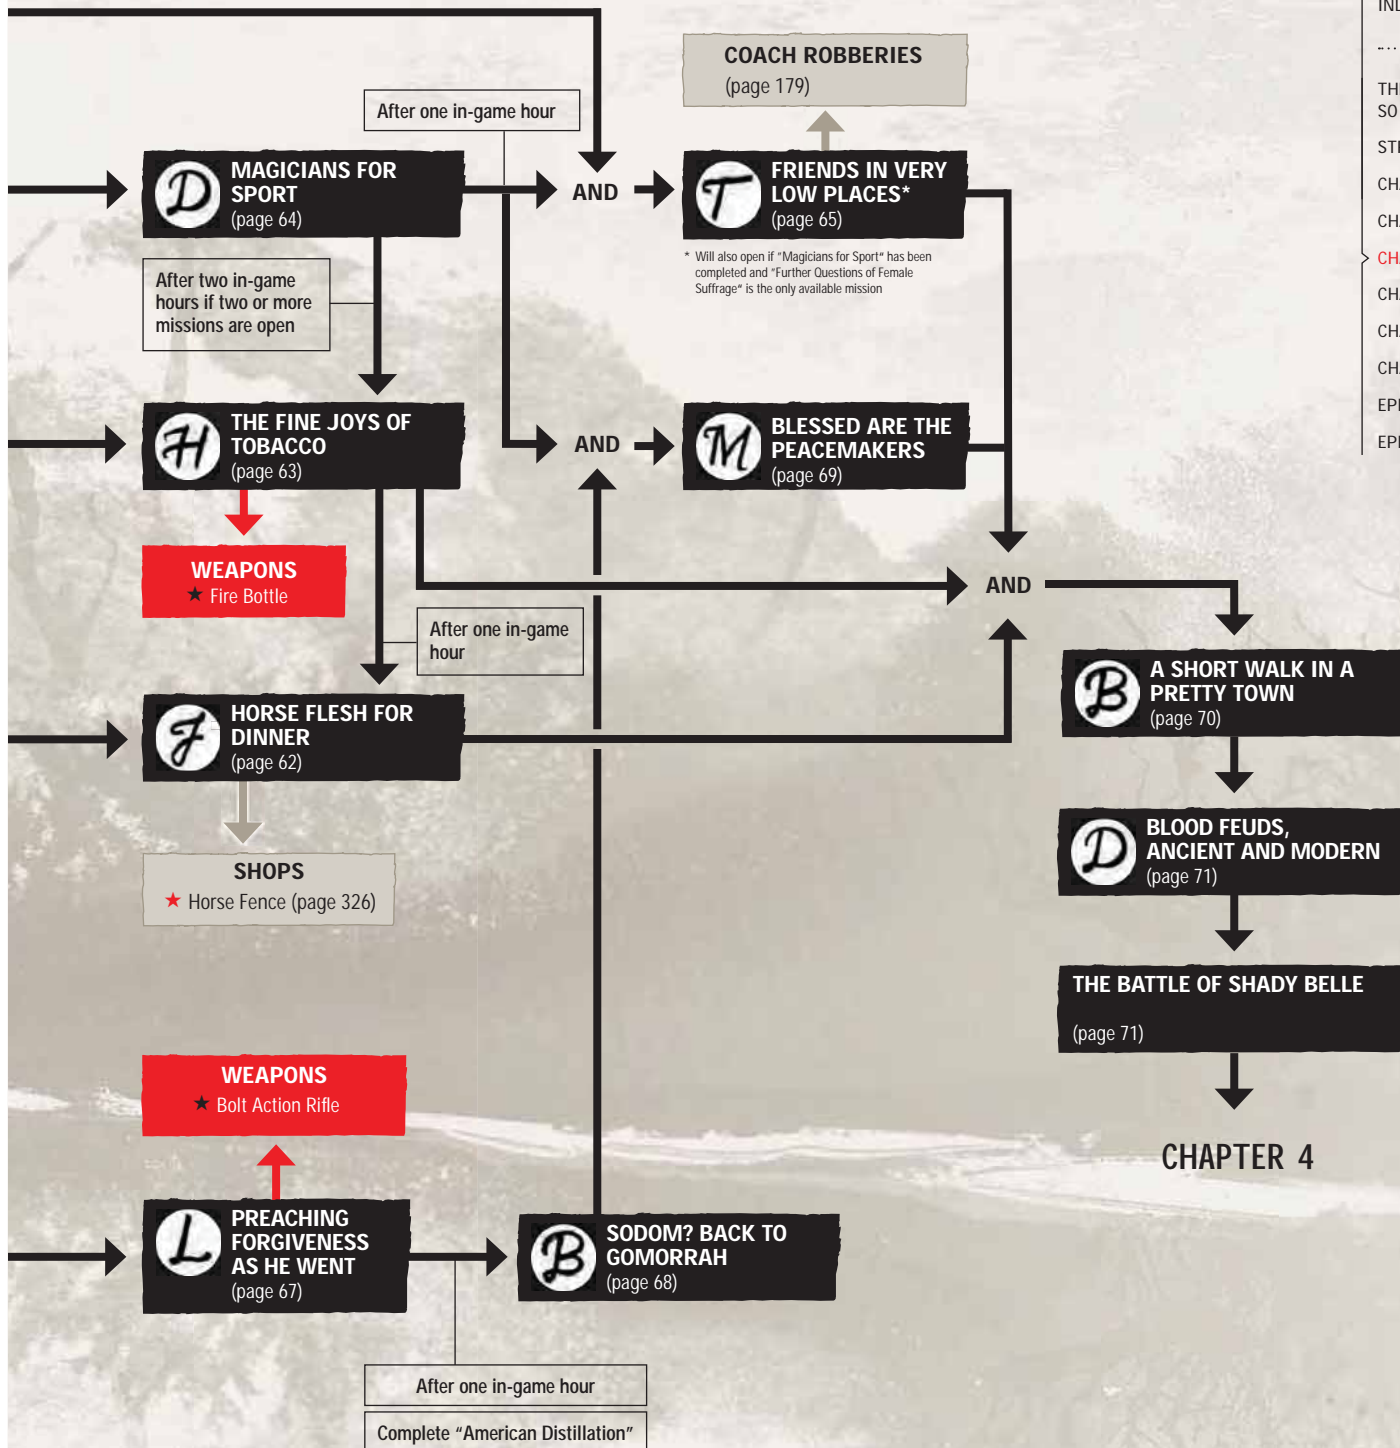 COACH ROBBERIES
(page 179)
After one in-game hour
D
MAGICIANS FOR
SPORT
(page 64)
AND
T
FRIENDS IN VERY
LOW PLACES*
(page 65)
* Will also open if "Magicians for Sport" has been
completed and "Further Questions of Female
Suffrage" is the only available mission
After two in-game
hours if two or more
missions are open
H
THE FINE JOYS OF
TOBACCO
(page 63)
AND
M
BLESSED ARE THE
PEACEMAKERS
(page 69)
WEAPONS
★ Fire Bottle
AND
After one in-game
hour
J
HORSE FLESH FOR
DINNER
(page 62)
B
A SHORT WALK IN A
PRETTY TOWN
(page 70)
SHOPS
★ Horse Fence (page 326)
D
BLOOD FEUDS,
ANCIENT AND MODERN
(page 71)
THE BATTLE OF SHADY BELLE
(page 71)
WEAPONS
★ Bolt Action Rifle
CHAPTER 4
L
PREACHING
FORGIVENESS
AS HE WENT
(page 67)
B
SODOM? BACK TO
GOMORRAH
(page 68)
After one in-game hour
Complete “American Distillation”
SO